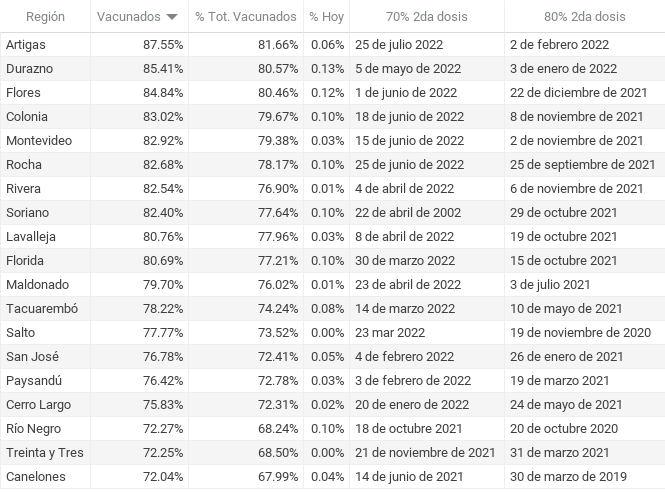 Región Vacunados % Tot. Vacunados % Hoy 70% 2da dosis 80% 2da dosis
Artigas 87.55% 81.66% 0.06% 25 de julio 2022 2 de febrero 2022
Durazno 85.41% 80.57% 0.13% 5 de mayo de 2022 3 de enero de 2022
Flores 84.84% 80.46% 0.12% 1 de junio de 2022 22 de diciembre de 2021
Colonia 83.02% 79.67% 0.10% 18 de junio de 2022 8 de noviembre de 2021
Montevideo 82.92% 79.38% 0.03% 15 de junio de 2022 2 de noviembre de 2021
Rocha 82.68% 78.17% 0.10% 25 de junio de 2022 25 de septiembre de 2021
Rivera 82.54% 76.90% 0.01% 4 de abril de 2022 6 de noviembre de 2021
Soriano 82.40% 77.64% 0.10% 22 de abril de 2002 29 de octubre 2021
Lavalleja 80.76% 77.96% 0.03% 8 de abril de 2022 19 de octubre 2021
Florida 80.69% 77.21% 0.10% 30 de marzo 2022 15 de octubre 2021
Maldonado 79.70% 76.02% 0.01% 23 de abril de 2022 3 de julio 2021
Tacuarembó 78.22% 74.24% 0.08% 14 de marzo 2022 10 de mayo de 2021
Salto 77.77% 73.52% 0.00% 23 mar 2022 19 de noviembre de 2020
San José 76.78% 72.41% 0.05% 4 de febrero 2022 26 de enero de 2021
Paysandú 76.42% 72.78% 0.03% 3 de febrero de 2022 19 de marzo 2021
Cerro Largo 75.83% 72.31% 0.02% 20 de enero de 2022 24 de mayo de 2021
Río Negro 72.27% 68.24% 0.10% 18 de octubre 2021 20 de octubre 2020
Treinta y Tres 72.25% 68.50% 0.00% 21 de noviembre de 2021 31 de marzo 2021
Canelones 72.04% 67.99% 0.04% 14 de junio de 2021 30 de marzo de 2019